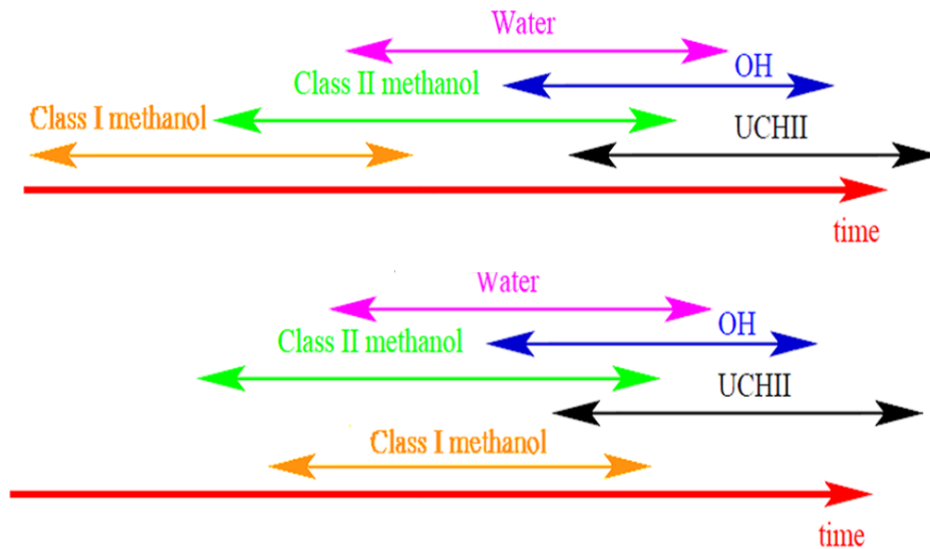 Water
OH
Class II methanol
Class I methanol
UCHII
time
Water
OH
Class II methanol
UCHII
Class I methanol
time